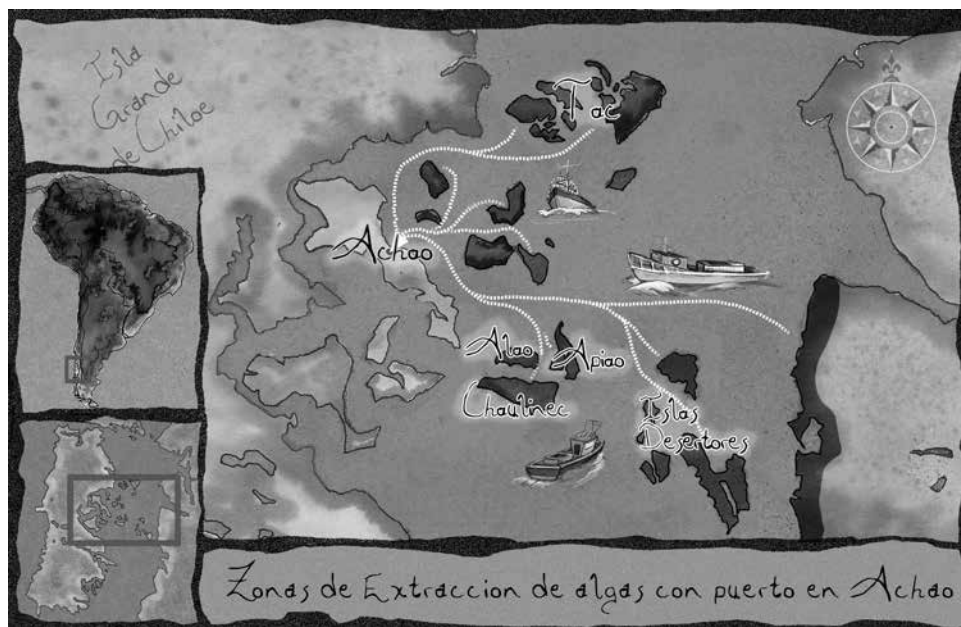 Isla
Grande
de Chiloe
Tac
Achao
Alao
Apiao
Chaulinec
Islas
Desertores
Zonas de Extraccion de algas con puerto en Achao